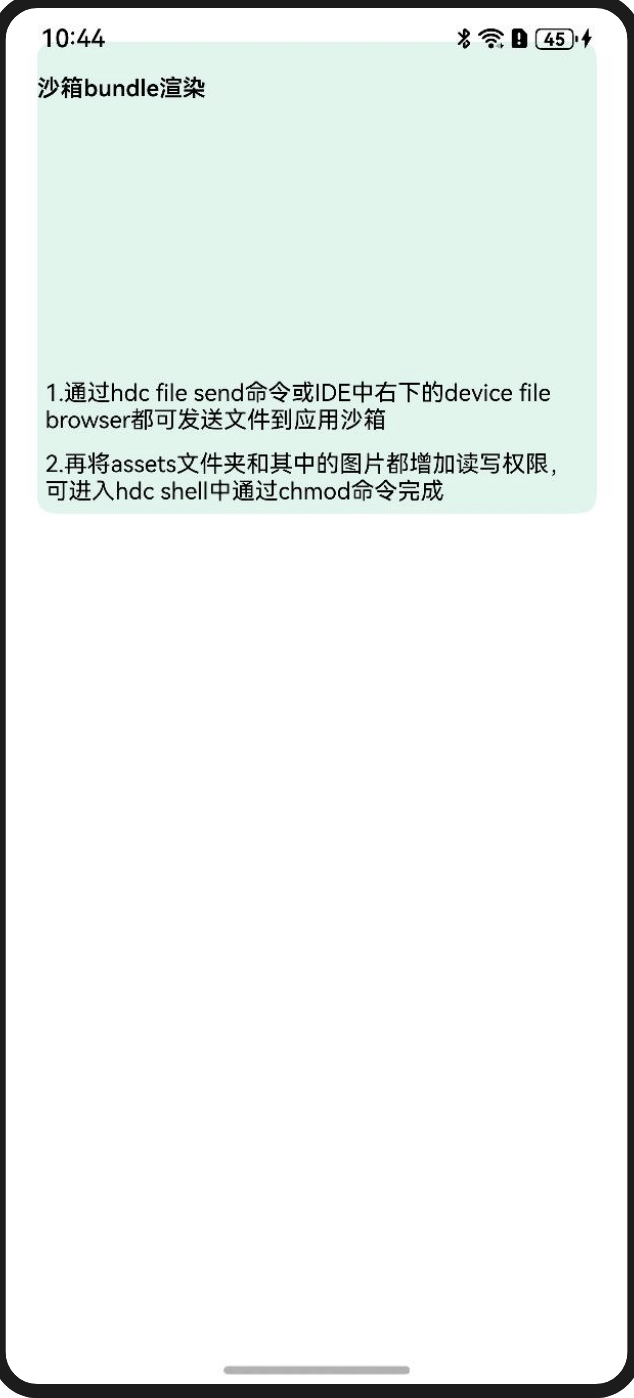 10:44
45
沙箱bundle渲染
1.通过hdc file send命令或IDE中右下的device file
browser都可发送文件到应用沙箱
2.再将assets文件夹和其中的图片都增加读写权限，
可进入hdc shell中通过chmod命令完成